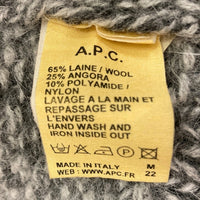 A.P.C.
65% LAINE / WOOL
25% ANGORA
10% POLYAMIDE /
NYLON
LAVAGE A LA MAIN ET
REPASSAGE SUR
L'ENVERS
HAND WASH AND
IRON INSIDE OUT
MADE IN ITALY M
WEB : WWW.APC.FR 22